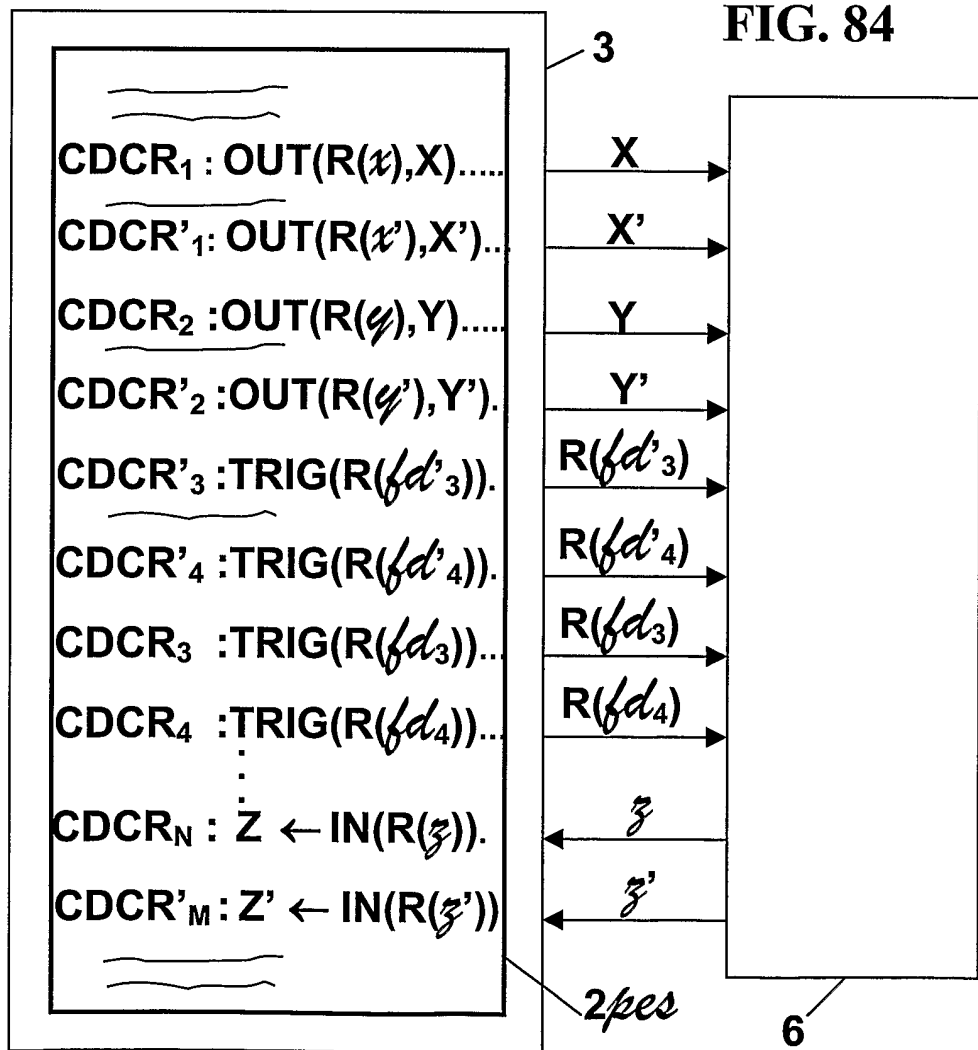 FIG. 84
3
CDCR₁ : OUT(R(x),X)..... X
CDCR'₁: OUT(R(x'),X')... X'
CDCR₂ :OUT(R(y),Y)..... Y
CDCR'₂ :OUT(R(y'),Y'). Y'
CDCR'₃ :TRIG(R(fd'₃)). R(fd'₃)
CDCR'₄ :TRIG(R(fd'₄)). R(fd'₄)
CDCR₃ :TRIG(R(fd₃))... R(fd₃)
CDCR₄ :TRIG(R(fd₄))... R(fd₄)
CDCR_N : Z ← IN(R(z)). z
CDCR'_M : Z' ← IN(R(z')) z'
2pes
6